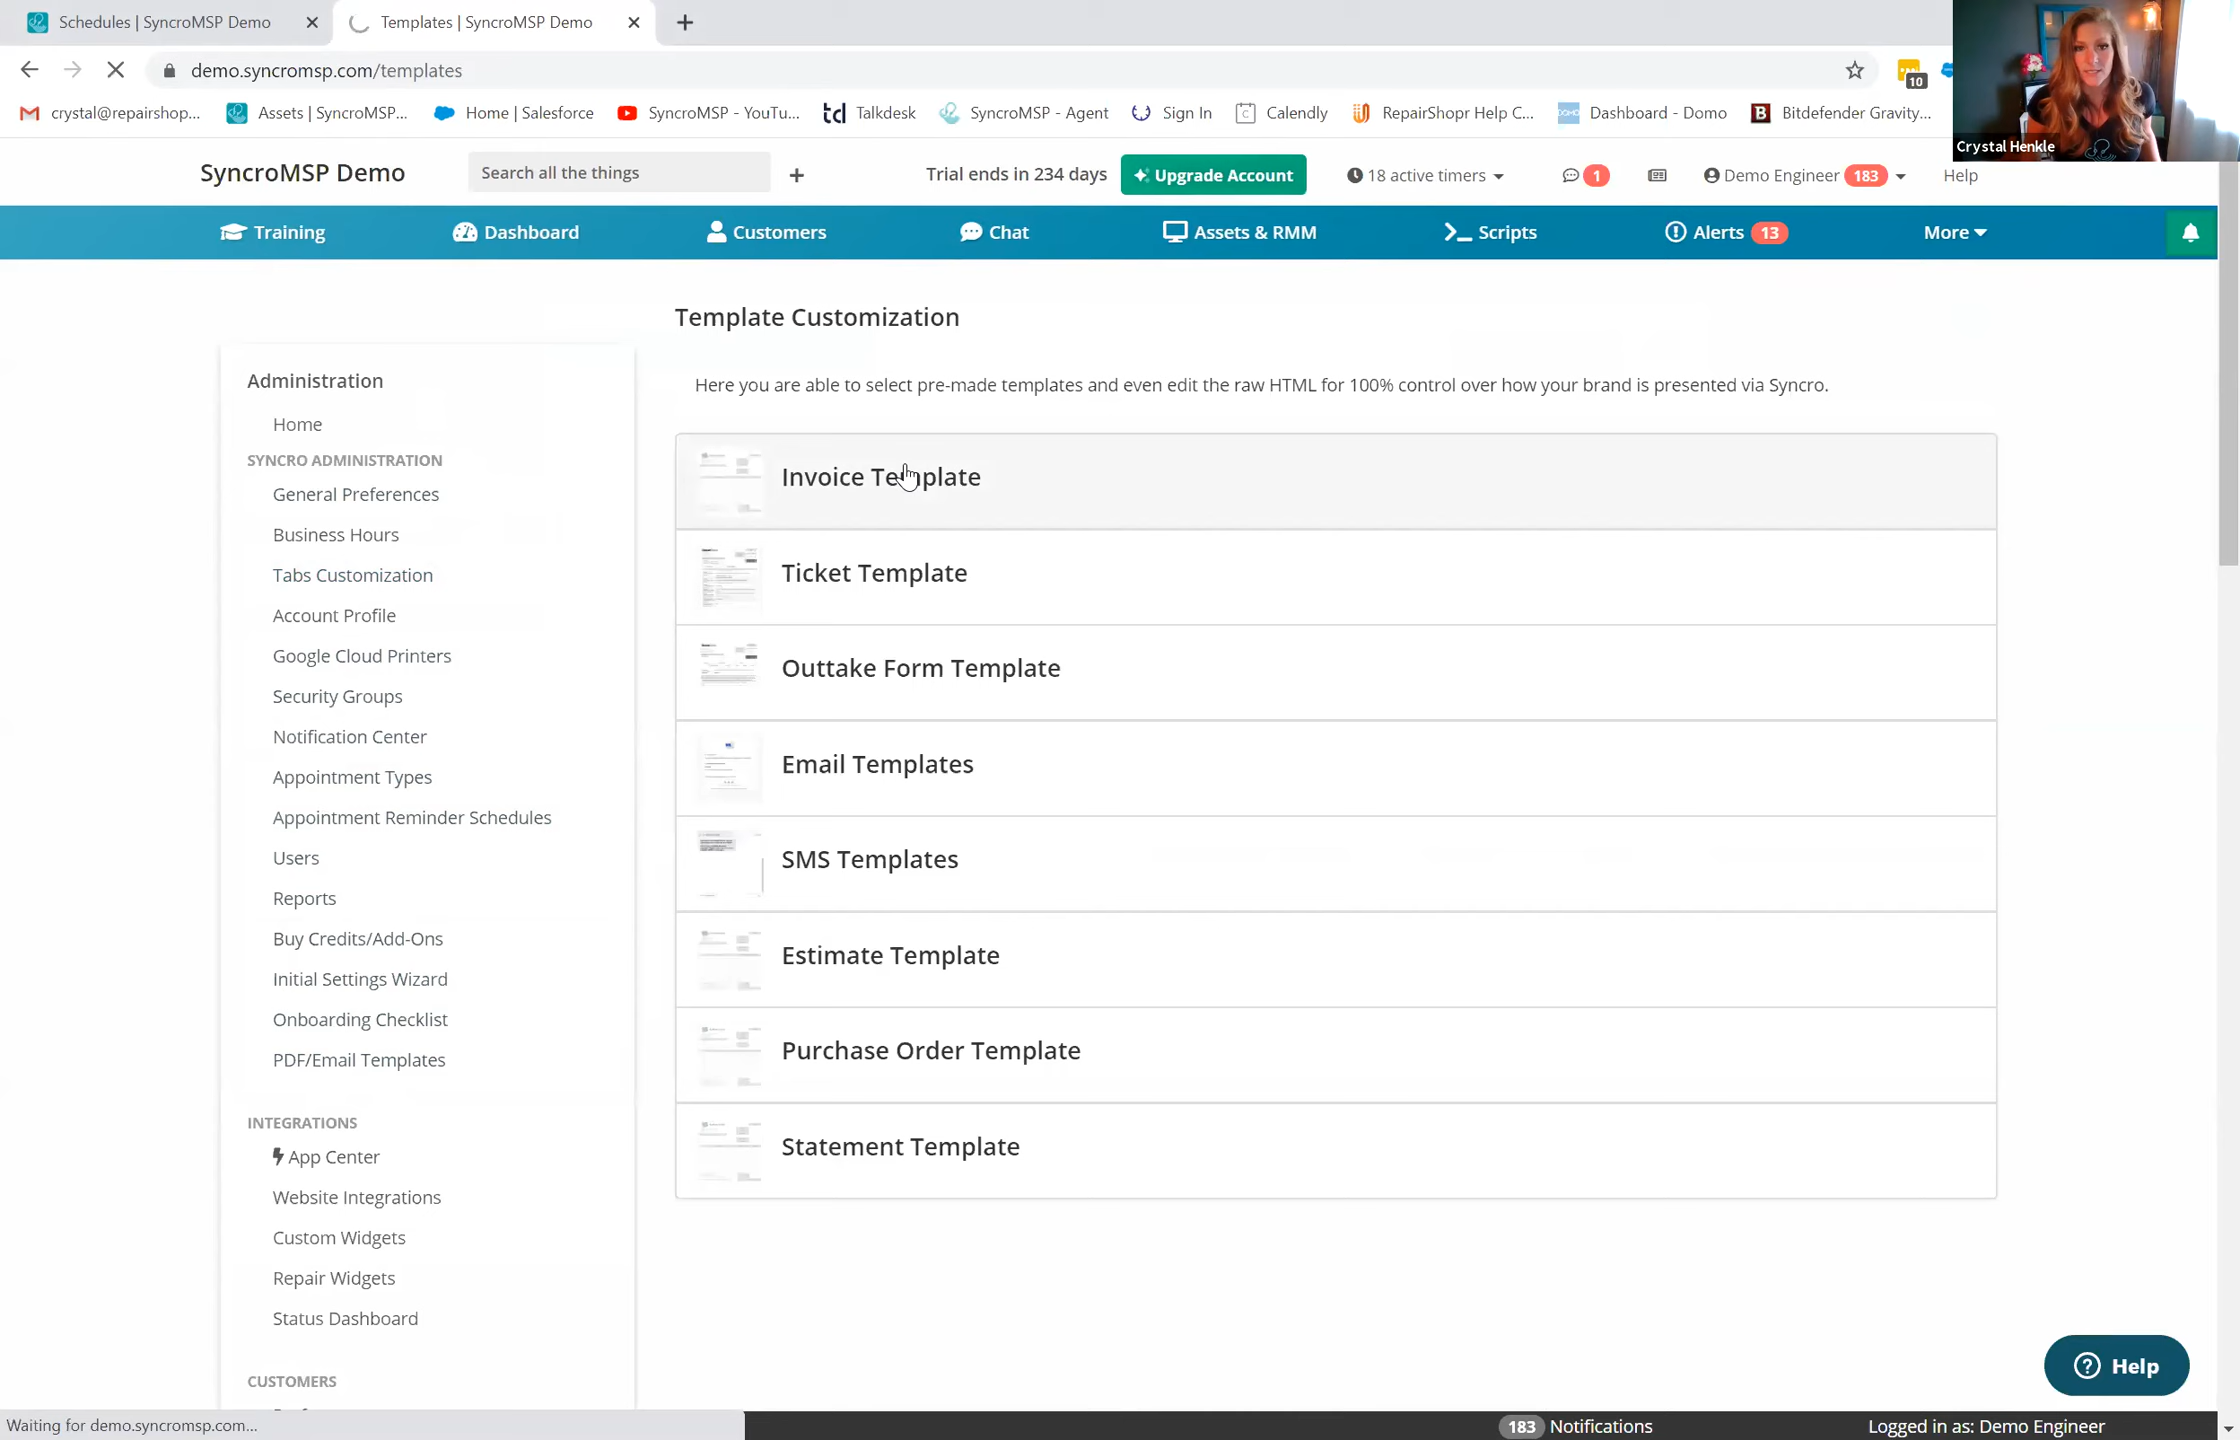 Schedules | SyncroMSP Demo
Templates | SyncroMSP Demo
demo.syncromsp.com/templates
10
crystal@repairshop...
Assets | SyncroMSP...
Home | Salesforce
SyncroMSP - YouTu...
td Talkdesk
SyncroMSP - Agent
Sign In
Calendly
RepairShopr Help C...
Dashboard - Domo
B Bitdefender Gravity...
Crystal Henkle
SyncroMSP Demo
Search all the things
Trial ends in 234 days
Upgrade Account
18 active timers
1
Demo Engineer 183
Help
Training
Dashboard
Customers
Chat
Assets & RMM
Scripts
Alerts 13
More
Template Customization
Here you are able to select pre-made templates and even edit the raw HTML for 100% control over how your brand is presented via Syncro.
Administration
Home
SYNCRO ADMINISTRATION
General Preferences
Business Hours
Tabs Customization
Account Profile
Google Cloud Printers
Security Groups
Notification Center
Appointment Types
Appointment Reminder Schedules
Users
Reports
Buy Credits/Add-Ons
Initial Settings Wizard
Onboarding Checklist
PDF/Email Templates
INTEGRATIONS
App Center
Website Integrations
Custom Widgets
Repair Widgets
Status Dashboard
CUSTOMERS
Invoice Template
Ticket Template
Outtake Form Template
Email Templates
SMS Templates
Estimate Template
Purchase Order Template
Statement Template
Help
Waiting for demo.syncromsp.com...
183 Notifications
Logged in as: Demo Engineer